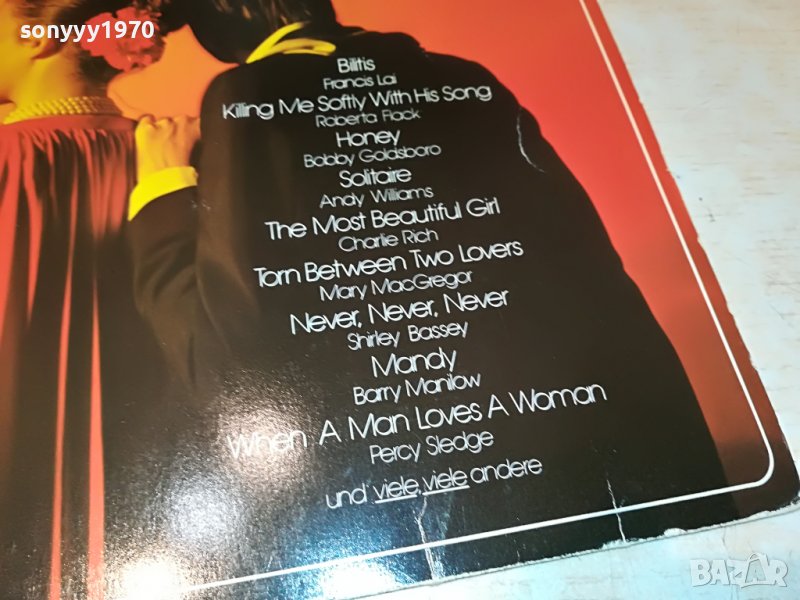 sonyyy1970
Bilitis
Francis Lai
Killing Me Softly With His Song
Roberta Flack
Honey
Bobby Goldsboro
Solitaire
Andy Williams
The Most Beautiful Girl
Charlie Rich
Torn Between Two Lovers
Mary MacGregor
Never, Never, Never
Shirley Bassey
Mandy
Barry Manilow
When A Man Loves A Woman
Percy Sledge
und viele, viele andere
BAZAR
bg